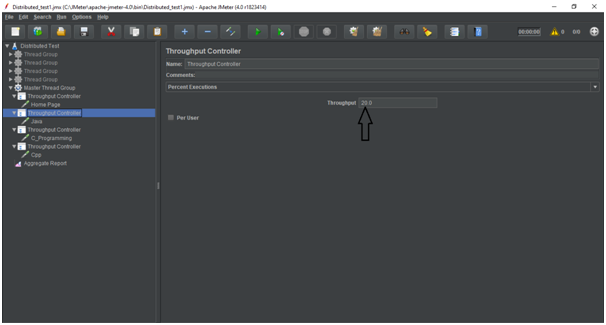 Distributed_test1.jmx (C:\JMeter\apache-jmeter-4.0\bin\Distributed_test1.jmx) - Apache JMeter (4.0 r1823414)
File Edit Search Run Options Help
00:00:00 0 0/0
Distributed Test
Thread Group
Thread Group
Thread Group
Thread Group
Master Thread Group
Throughput Controller
Home Page
Throughput Controller
Java
Throughput Controller
C_Programming
Throughput Controller
Cpp
Aggregate Report
Throughput Controller
Name: Throughput Controller
Comments:
Percent Executions
Throughput 20.0
Per User